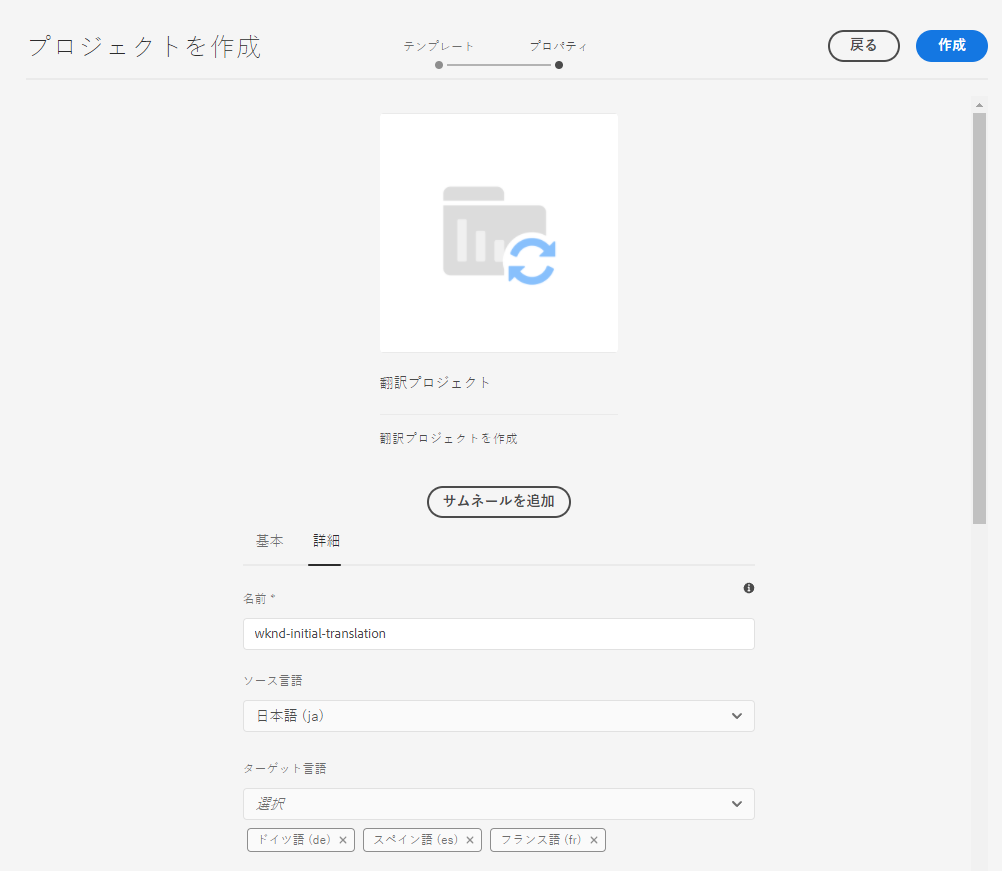 プロジェクトを作成
テンプレート
プロパティ
戻る
作成
翻訳プロジェクト
翻訳プロジェクトを作成
サムネールを追加
基本
詳細
名前 *
wknd-initial-translation
ソース言語
日本語 (ja)
ターゲット言語
選択
ドイツ語 (de) ×
スペイン語 (es) ×
フランス語 (fr) ×